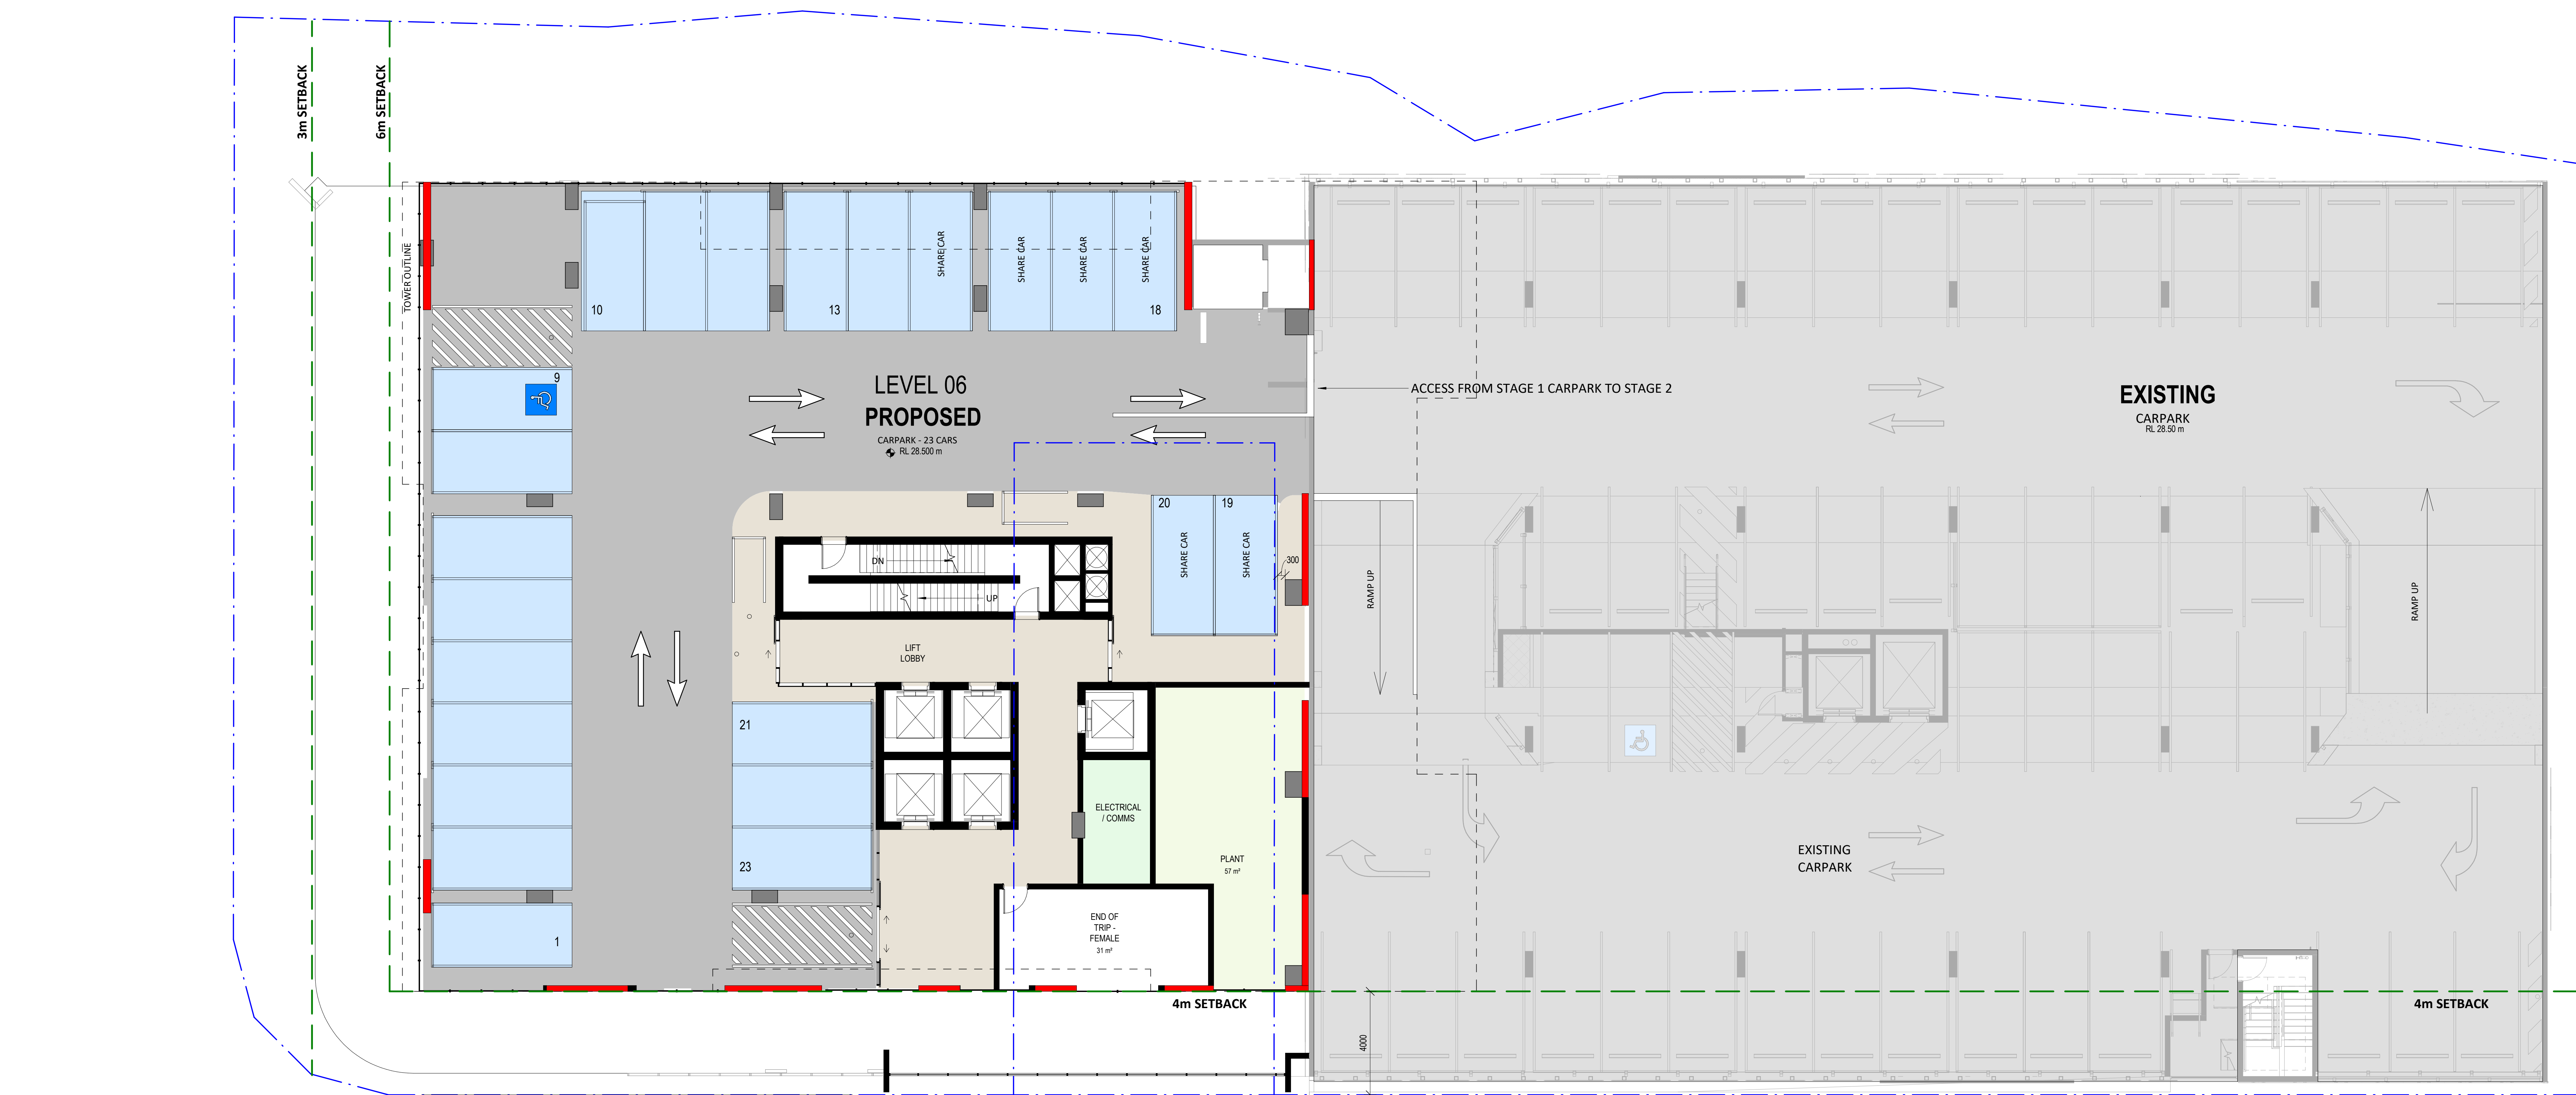 3m SETBACK
6m SETBACK
TOWER OUTLINE
10
13
SHARE CAR
SHARE CAR
SHARE CAR
SHARE CAR
18
9
LEVEL 06
PROPOSED
CARPARK - 23 CARS
RL 28.500 m
ACCESS FROM STAGE 1 CARPARK TO STAGE 2
EXISTING
CARPARK
RL 28.50 m
20
19
SHARE CAR
SHARE CAR
300
DN
UP
RAMP UP
RAMP UP
LIFT
LOBBY
21
23
ELECTRICAL
/ COMMS
PLANT
57 m²
EXISTING
CARPARK
END OF
TRIP -
FEMALE
31 m²
1
4m SETBACK
4m SETBACK
4000